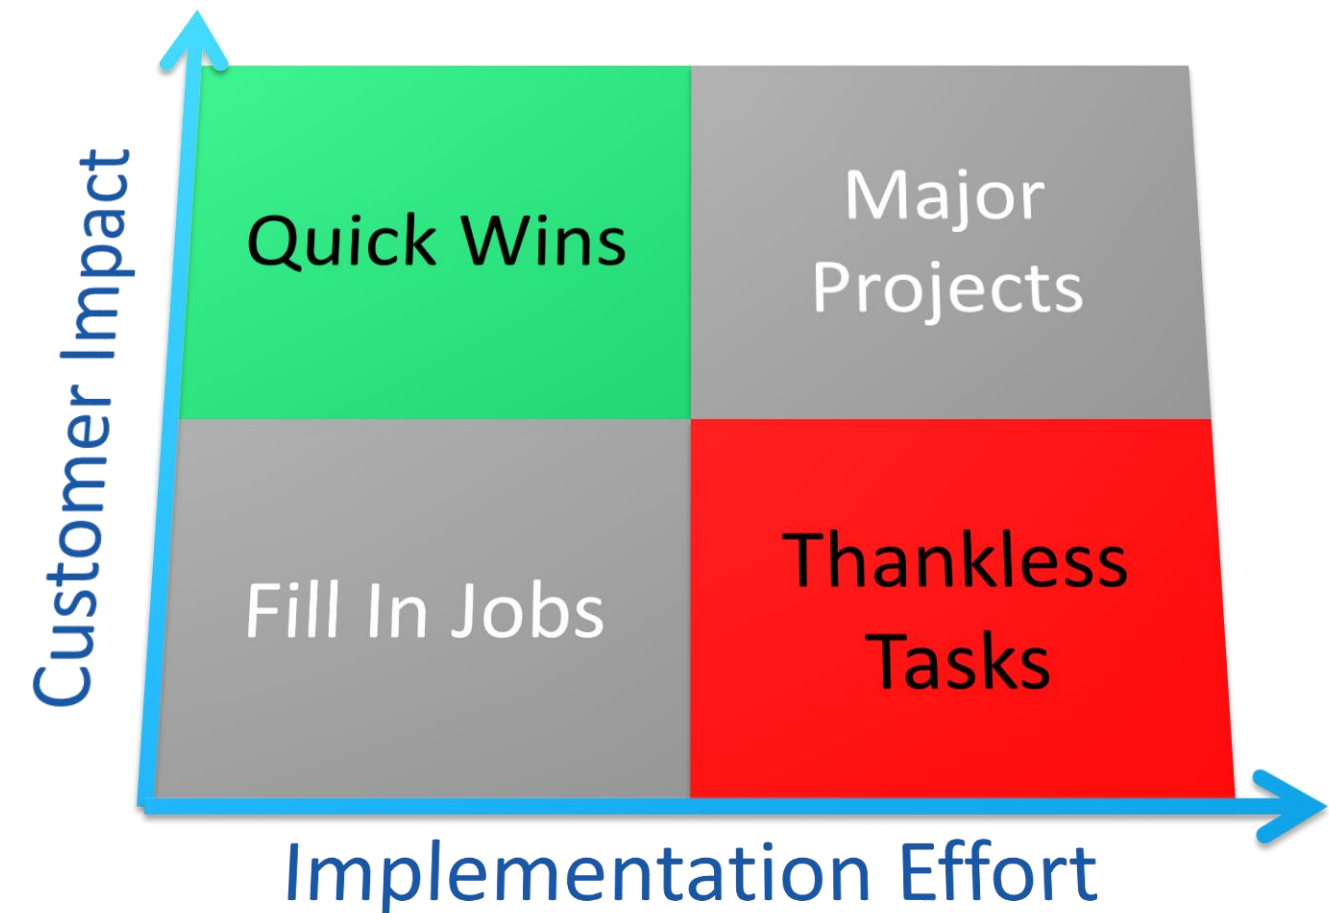 Customer Impact
Quick Wins
Major
Projects
Fill In Jobs
Thankless
Tasks
Implementation Effort